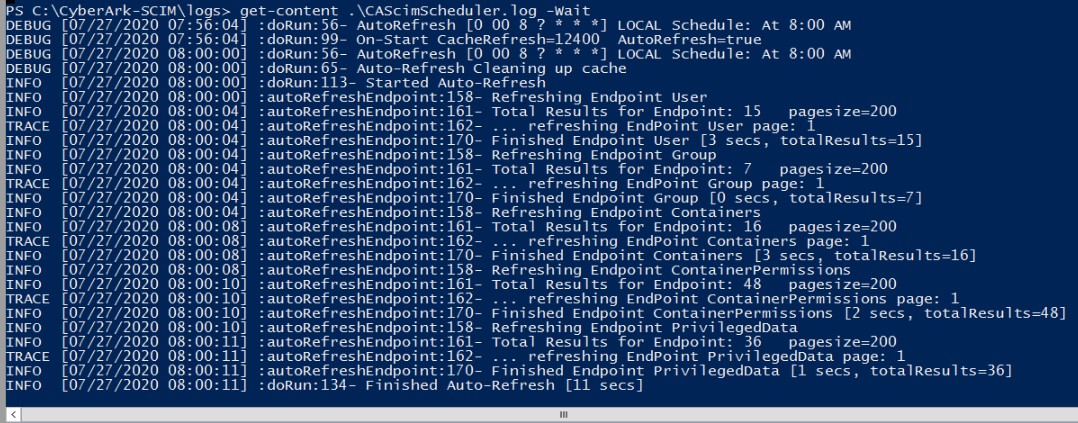 PS C:\CyberArk-SCIM\logs> get-content .\CAScimScheduler.log -Wait
DEBUG [07/27/2020 07:56:04] :doRun:56- AutoRefresh [0 00 8 ? * * *] LOCAL Schedule: At 8:00 AM
DEBUG [07/27/2020 07:56:04] :doRun:99- On-Start CacheRefresh=12400  AutoRefresh=true
DEBUG [07/27/2020 08:00:00] :doRun:56- AutoRefresh [0 00 8 ? * * *] LOCAL Schedule: At 8:00 AM
DEBUG [07/27/2020 08:00:00] :doRun:65- Auto-Refresh Cleaning up cache
INFO  [07/27/2020 08:00:00] :doRun:113- Started Auto-Refresh
INFO  [07/27/2020 08:00:00] :autoRefreshEndpoint:158- Refreshing Endpoint User
INFO  [07/27/2020 08:00:04] :autoRefreshEndpoint:161- Total Results for Endpoint: 15   pagesize=200
TRACE [07/27/2020 08:00:04] :autoRefreshEndpoint:162- ... refreshing EndPoint User page: 1
INFO  [07/27/2020 08:00:04] :autoRefreshEndpoint:170- Finished Endpoint User [3 secs, totalResults=15]
INFO  [07/27/2020 08:00:04] :autoRefreshEndpoint:158- Refreshing Endpoint Group
INFO  [07/27/2020 08:00:04] :autoRefreshEndpoint:161- Total Results for Endpoint: 7   pagesize=200
TRACE [07/27/2020 08:00:04] :autoRefreshEndpoint:162- ... refreshing EndPoint Group page: 1
INFO  [07/27/2020 08:00:04] :autoRefreshEndpoint:170- Finished Endpoint Group [0 secs, totalResults=7]
INFO  [07/27/2020 08:00:04] :autoRefreshEndpoint:158- Refreshing Endpoint Containers
INFO  [07/27/2020 08:00:08] :autoRefreshEndpoint:161- Total Results for Endpoint: 16   pagesize=200
TRACE [07/27/2020 08:00:08] :autoRefreshEndpoint:162- ... refreshing EndPoint Containers page: 1
INFO  [07/27/2020 08:00:08] :autoRefreshEndpoint:170- Finished Endpoint Containers [3 secs, totalResults=16]
INFO  [07/27/2020 08:00:08] :autoRefreshEndpoint:158- Refreshing Endpoint ContainerPermissions
INFO  [07/27/2020 08:00:10] :autoRefreshEndpoint:161- Total Results for Endpoint: 48   pagesize=200
TRACE [07/27/2020 08:00:10] :autoRefreshEndpoint:162- ... refreshing EndPoint ContainerPermissions page: 1
INFO  [07/27/2020 08:00:10] :autoRefreshEndpoint:170- Finished Endpoint ContainerPermissions [2 secs, totalResults=48]
INFO  [07/27/2020 08:00:10] :autoRefreshEndpoint:158- Refreshing Endpoint PrivilegedData
INFO  [07/27/2020 08:00:11] :autoRefreshEndpoint:161- Total Results for Endpoint: 36   pagesize=200
TRACE [07/27/2020 08:00:11] :autoRefreshEndpoint:162- ... refreshing EndPoint PrivilegedData page: 1
INFO  [07/27/2020 08:00:11] :autoRefreshEndpoint:170- Finished Endpoint PrivilegedData [1 secs, totalResults=36]
INFO  [07/27/2020 08:00:11] :doRun:134- Finished Auto-Refresh [11 secs]